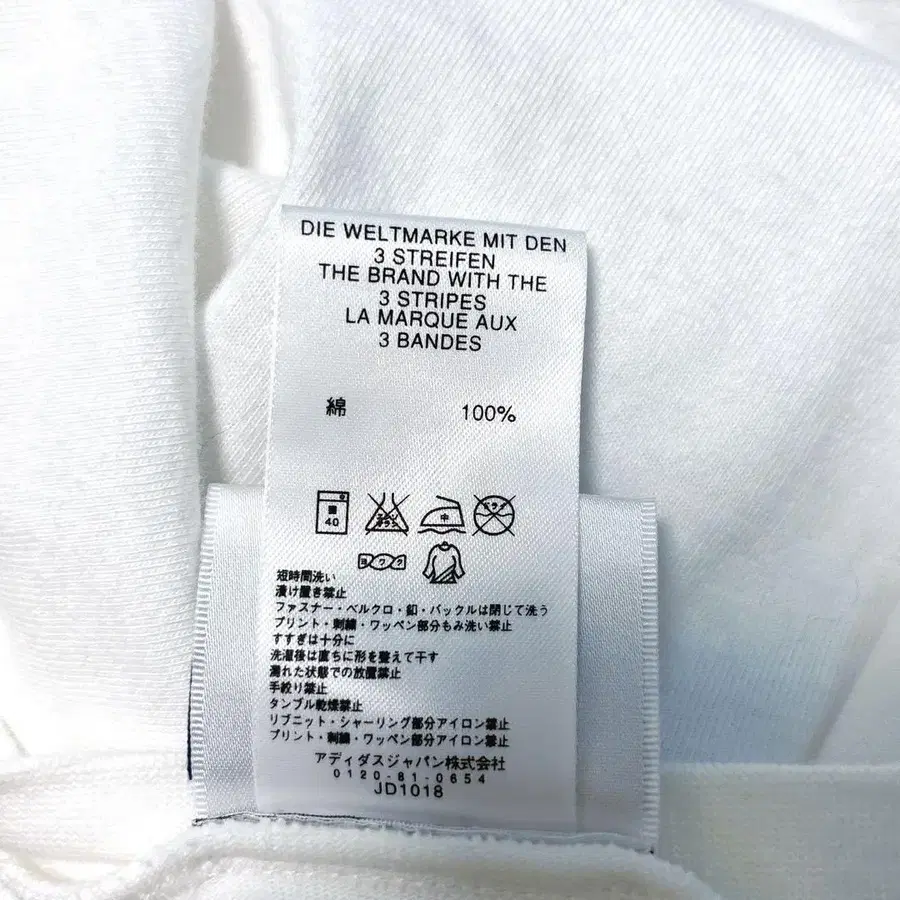 DIE WELTMARKE MIT DEN
3 STREIFEN
THE BRAND WITH THE
3 STRIPES
LA MARQUE AUX
3 BANDES
綿 100%
40 中 ドライ
ヨワク
短時間洗い
漬け置き禁止
ファスナー・ベルクロ・釦・バックルは閉じて洗う
プリント・刺繍・ワッペン部分もみ洗い禁止
すすぎは十分に
洗濯後は直ちに形を整えて干す
濡れた状態での放置禁止
手絞り禁止
タンブル乾燥禁止
リブニット・シャーリング部分アイロン禁止
プリント・刺繍・ワッペン部分アイロン禁止
アディダスジャパン株式会社
0120-81-0654
JD1018